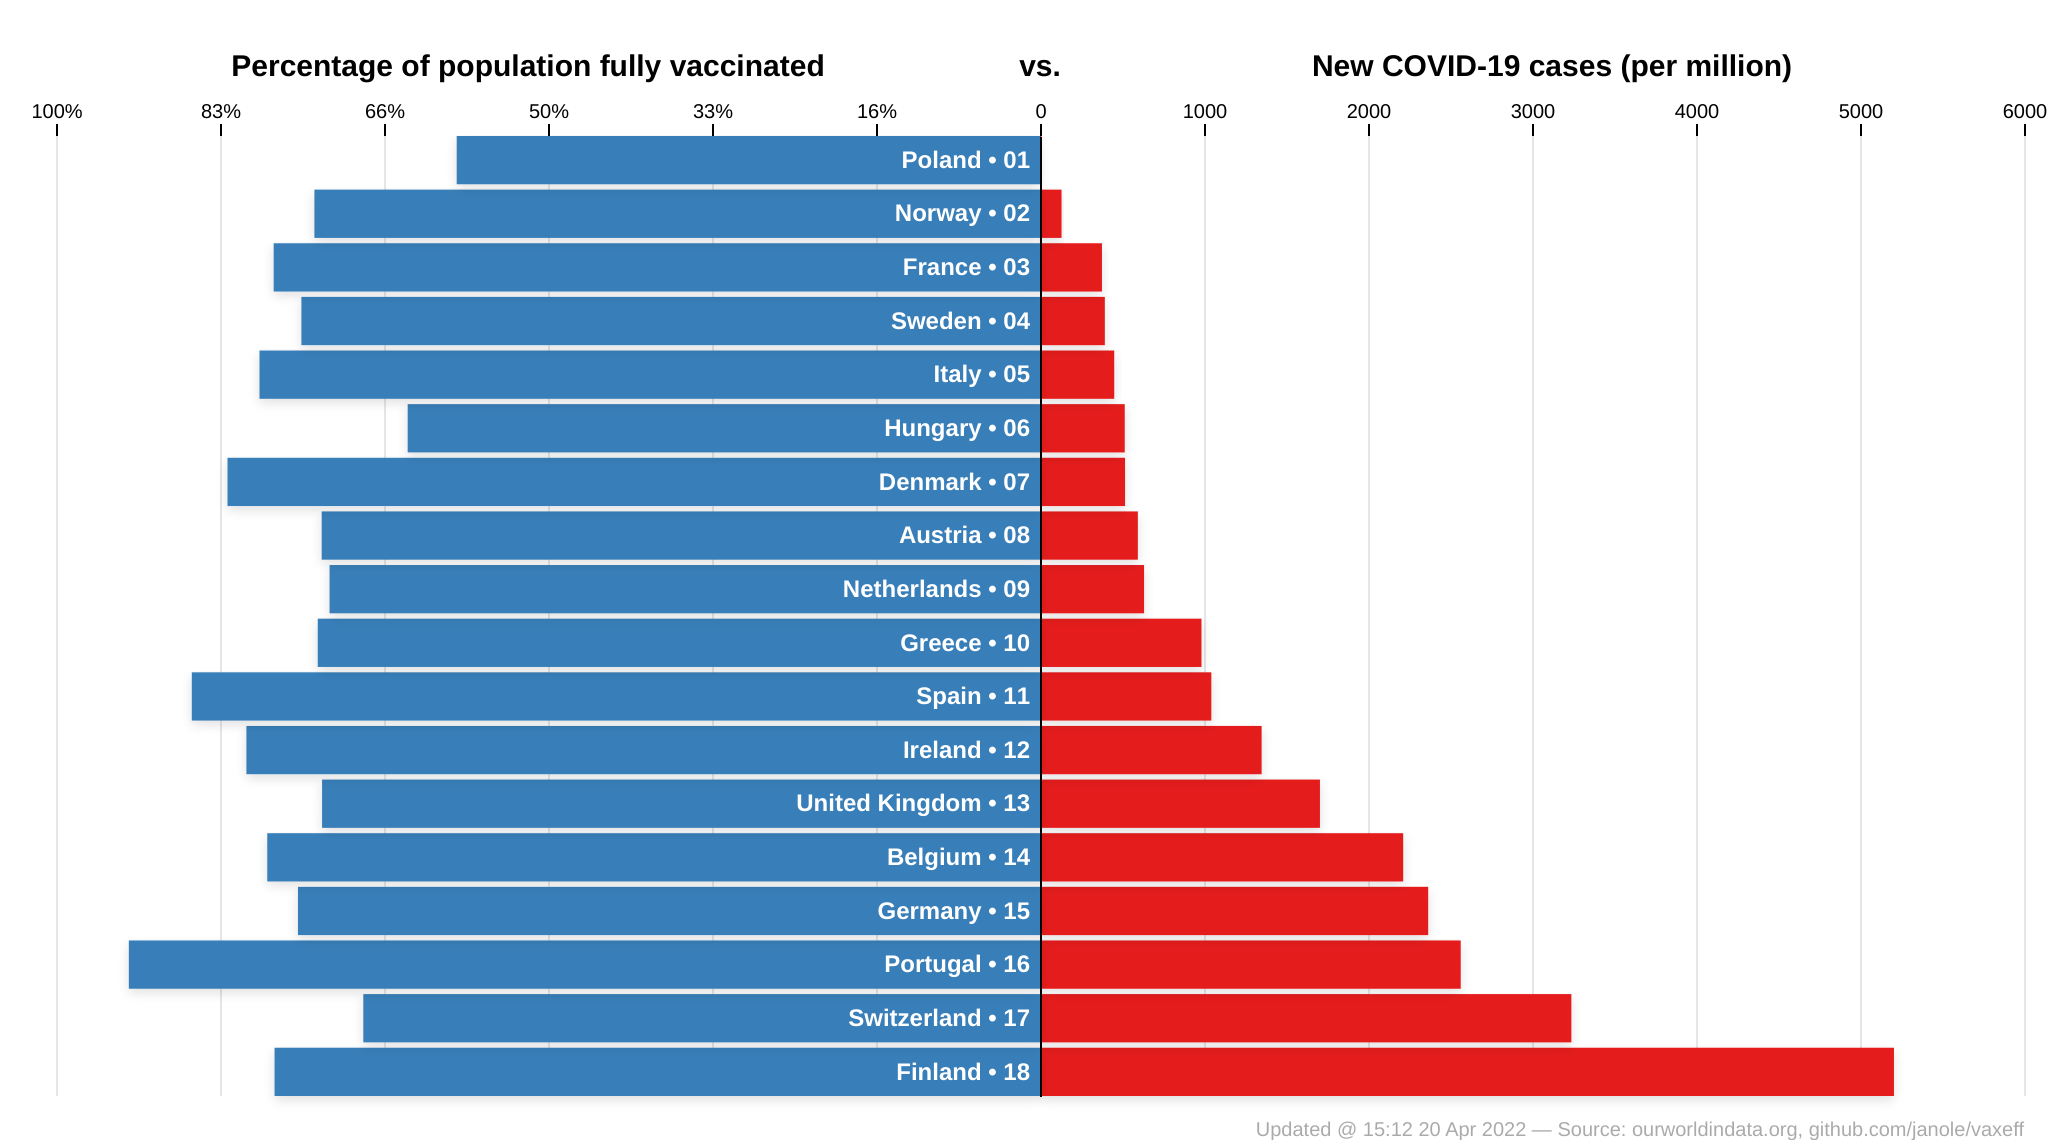 Percentage of population fully vaccinated vs. New COVID-19 cases (per million)
100% 83% 66% 50% 33% 16% 0 1000 2000 3000 4000 5000 6000
Poland • 01
Norway • 02
France • 03
Sweden • 04
Italy • 05
Hungary • 06
Denmark • 07
Austria • 08
Netherlands • 09
Greece • 10
Spain • 11
Ireland • 12
United Kingdom • 13
Belgium • 14
Germany • 15
Portugal • 16
Switzerland • 17
Finland • 18
Updated @ 15:12 20 Apr 2022 — Source: ourworldindata.org, github.com/janole/vaxeff